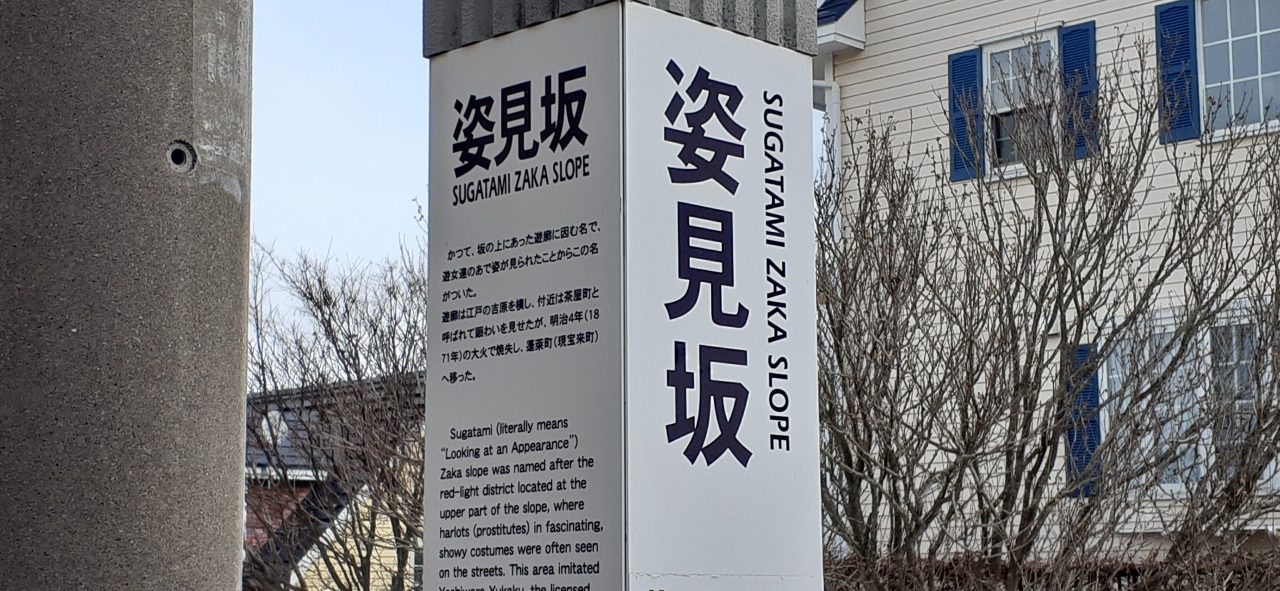 姿見坂
SUGATAMI ZAKA SLOPE
かつて、坂の上にあった遊廓に因む名で、
遊女達のあで姿が見られたことからこの名
がついた。
遊廓は江戸の吉原を模し、付近は茶屋町と
呼ばれて賑わいを見せたが、明治4年(18
71年)の大火で焼失し、蓬莱町(現宝来町)
へ移った。
Sugatami (literally means
“Looking at an Appearance”)
Zaka slope was named after the
red-light district located at the
upper part of the slope, where
harlots (prostitutes) in fascinating,
showy costumes were often seen
on the streets. This area imitated
Yoshiwara Yukaku, the licensed
姿見坂
SUGATAMI ZAKA SLOPE